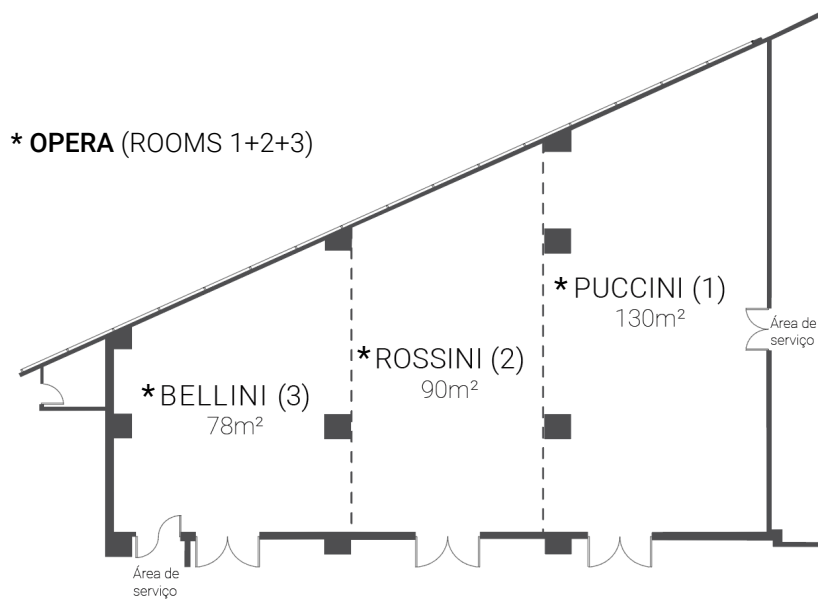 * OPERA (ROOMS 1+2+3)
* PUCCINI (1)
130m²
Área de
serviço
* ROSSINI (2)
90m²
* BELLINI (3)
78m²
Área de
serviço